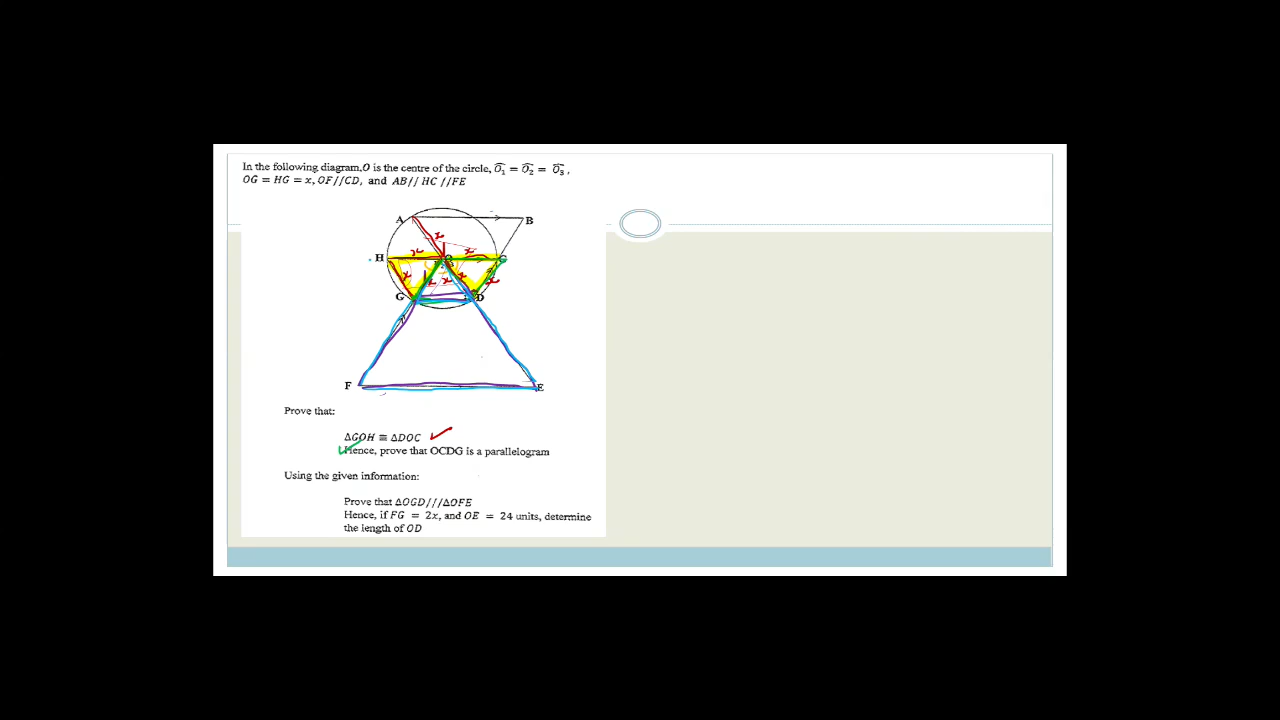 In the following diagram,O is the centre of the circle, Ô₁ = Ô₂ = Ô₃ ,
OG = HG = x, OF//CD, and AB// HC //FE
A B
x
H x x C
x x x x
G D
F E
Prove that:
ΔGOH ≡ ΔDOC
Hence, prove that OCDG is a parallelogram
Using the given information:
Prove that ΔOGD///ΔOFE
Hence, if FG = 2x, and OE = 24 units, determine
the length of OD